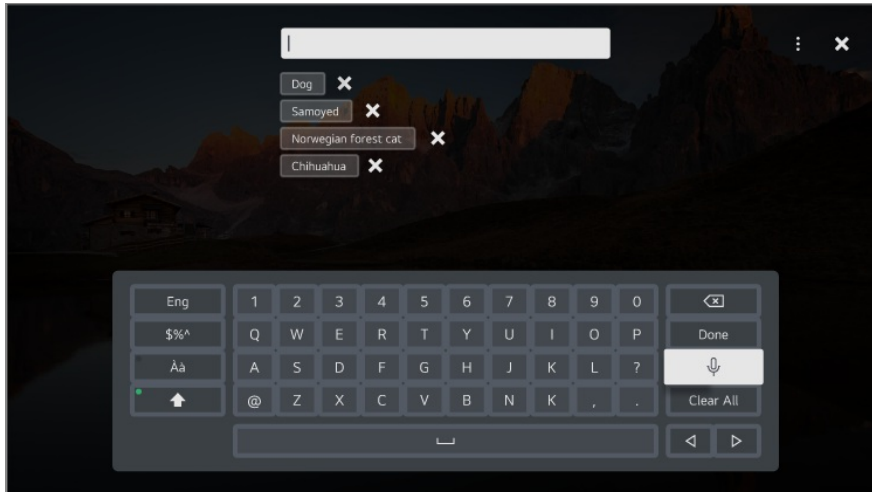 Dog
Samoyed
Norwegian forest cat
Chihuahua
Eng 1 2 3 4 5 6 7 8 9 0
$%^ Q W E R T Y U I O P Done
Àà A S D F G H J K L ?
@ Z X C V B N K , . Clear All